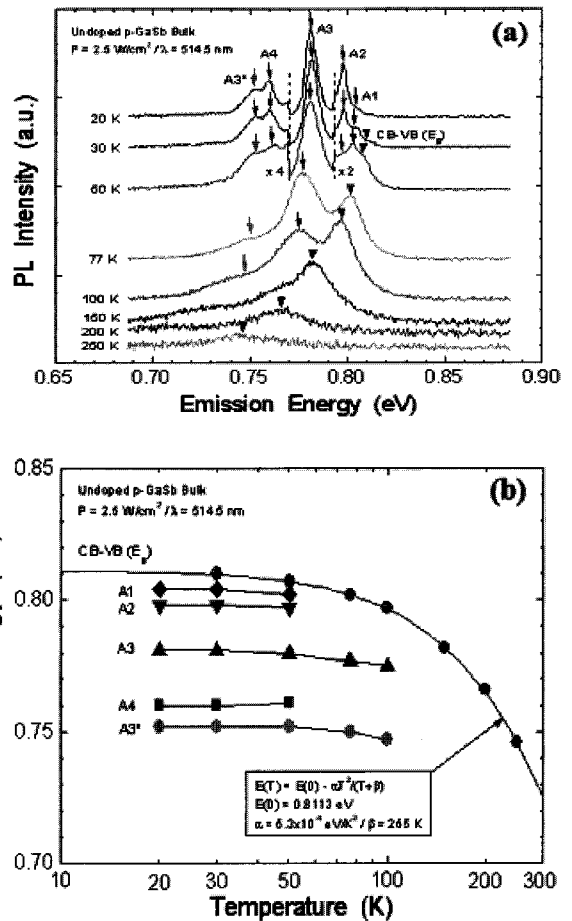 Undoped p-GaSb Bulk
P = 2.5 W/cm² / λ = 514.5 nm
(a)
A3
A4
A2
A3*
A1
CB-VB (Eg)
20 K
30 K
60 K
x 4
x 2
77 K
100 K
150 K
200 K
250 K
PL Intensity (a.u.)
0.65 0.70 0.75 0.80 0.85 0.90
Emission Energy (eV)
0.85
Undoped p-GaSb Bulk
P = 2.5 W/cm² / λ = 514.5 nm
(b)
CB-VB (Eg)
0.80
A1
A2
A3
A4
0.75
A3*
E(T) = E(0) - αT²/(T+β)
E(0) = 0.8113 eV
β = 265 K
0.70
10 20 30 50 100 200 300
Temperature (K)